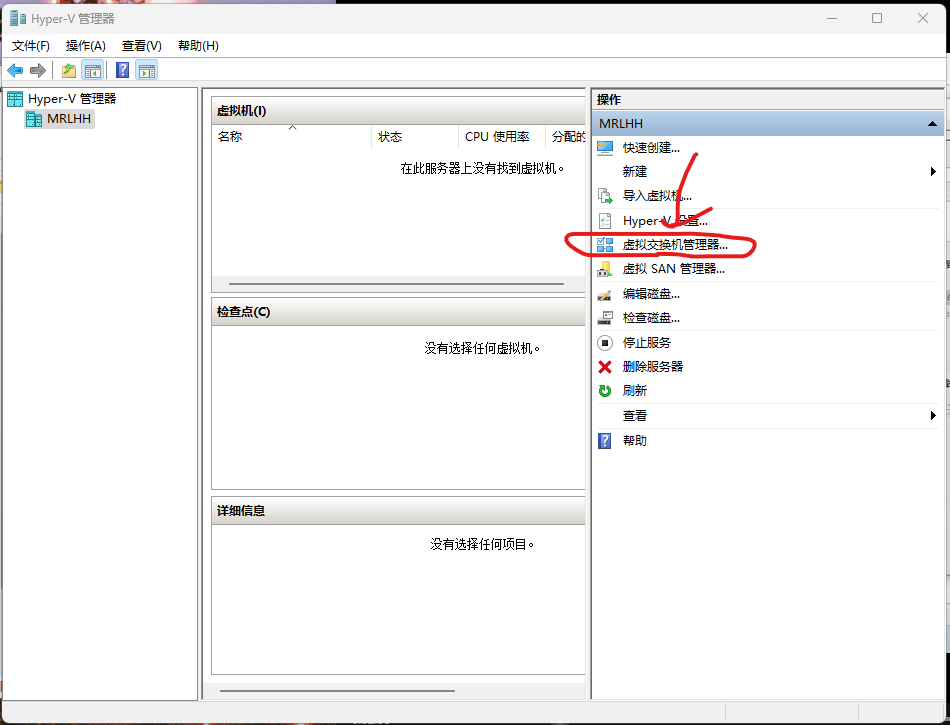 Hyper-V 管理器
文件(F) 操作(A) 查看(V) 帮助(H)
Hyper-V 管理器
MRLHH
虚拟机(I)
名称 状态 CPU 使用率 分配的
在此服务器上没有找到虚拟机。
检查点(C)
没有选择任何虚拟机。
详细信息
没有选择任何项目。
操作
MRLHH
快速创建...
新建
导入虚拟机...
Hyper-V 设置...
虚拟交换机管理器...
虚拟 SAN 管理器...
编辑磁盘...
检查磁盘...
停止服务
删除服务器
刷新
查看
帮助